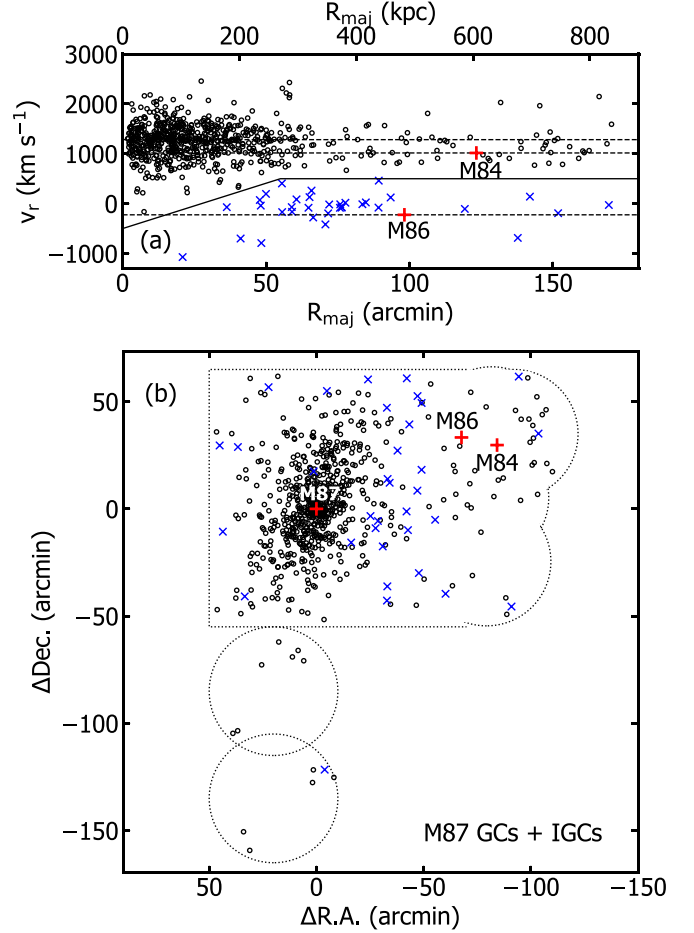 R_maj (kpc)
0 200 400 600 800
3000
2000
1000
0
−1000
v_r (km s⁻¹)
M84
M86
(a)
0 50 100 150
R_maj (arcmin)
(b)
50
0
−50
−100
−150
ΔDec. (arcmin)
M86
M84
M87
M87 GCs + IGCs
50 0 −50 −100 −150
ΔR.A. (arcmin)